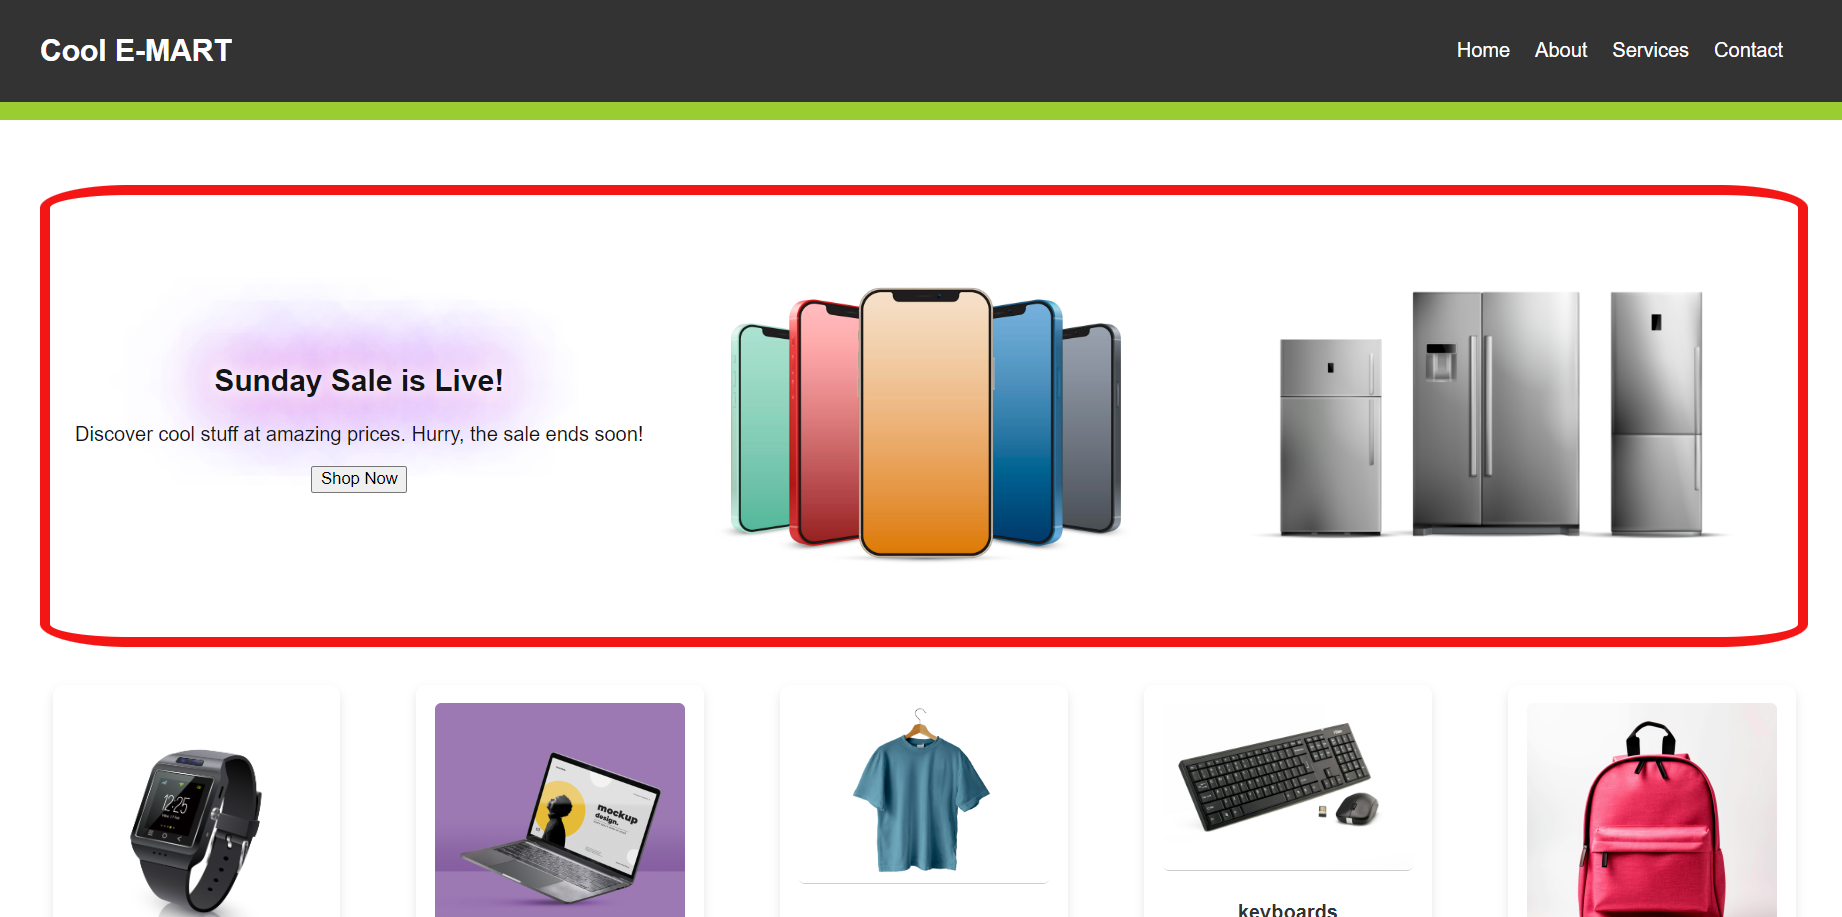 Cool E-MART
Home About Services Contact
Sunday Sale is Live!
Discover cool stuff at amazing prices. Hurry, the sale ends soon!
Shop Now
12:25
mockup
design.
keyboards